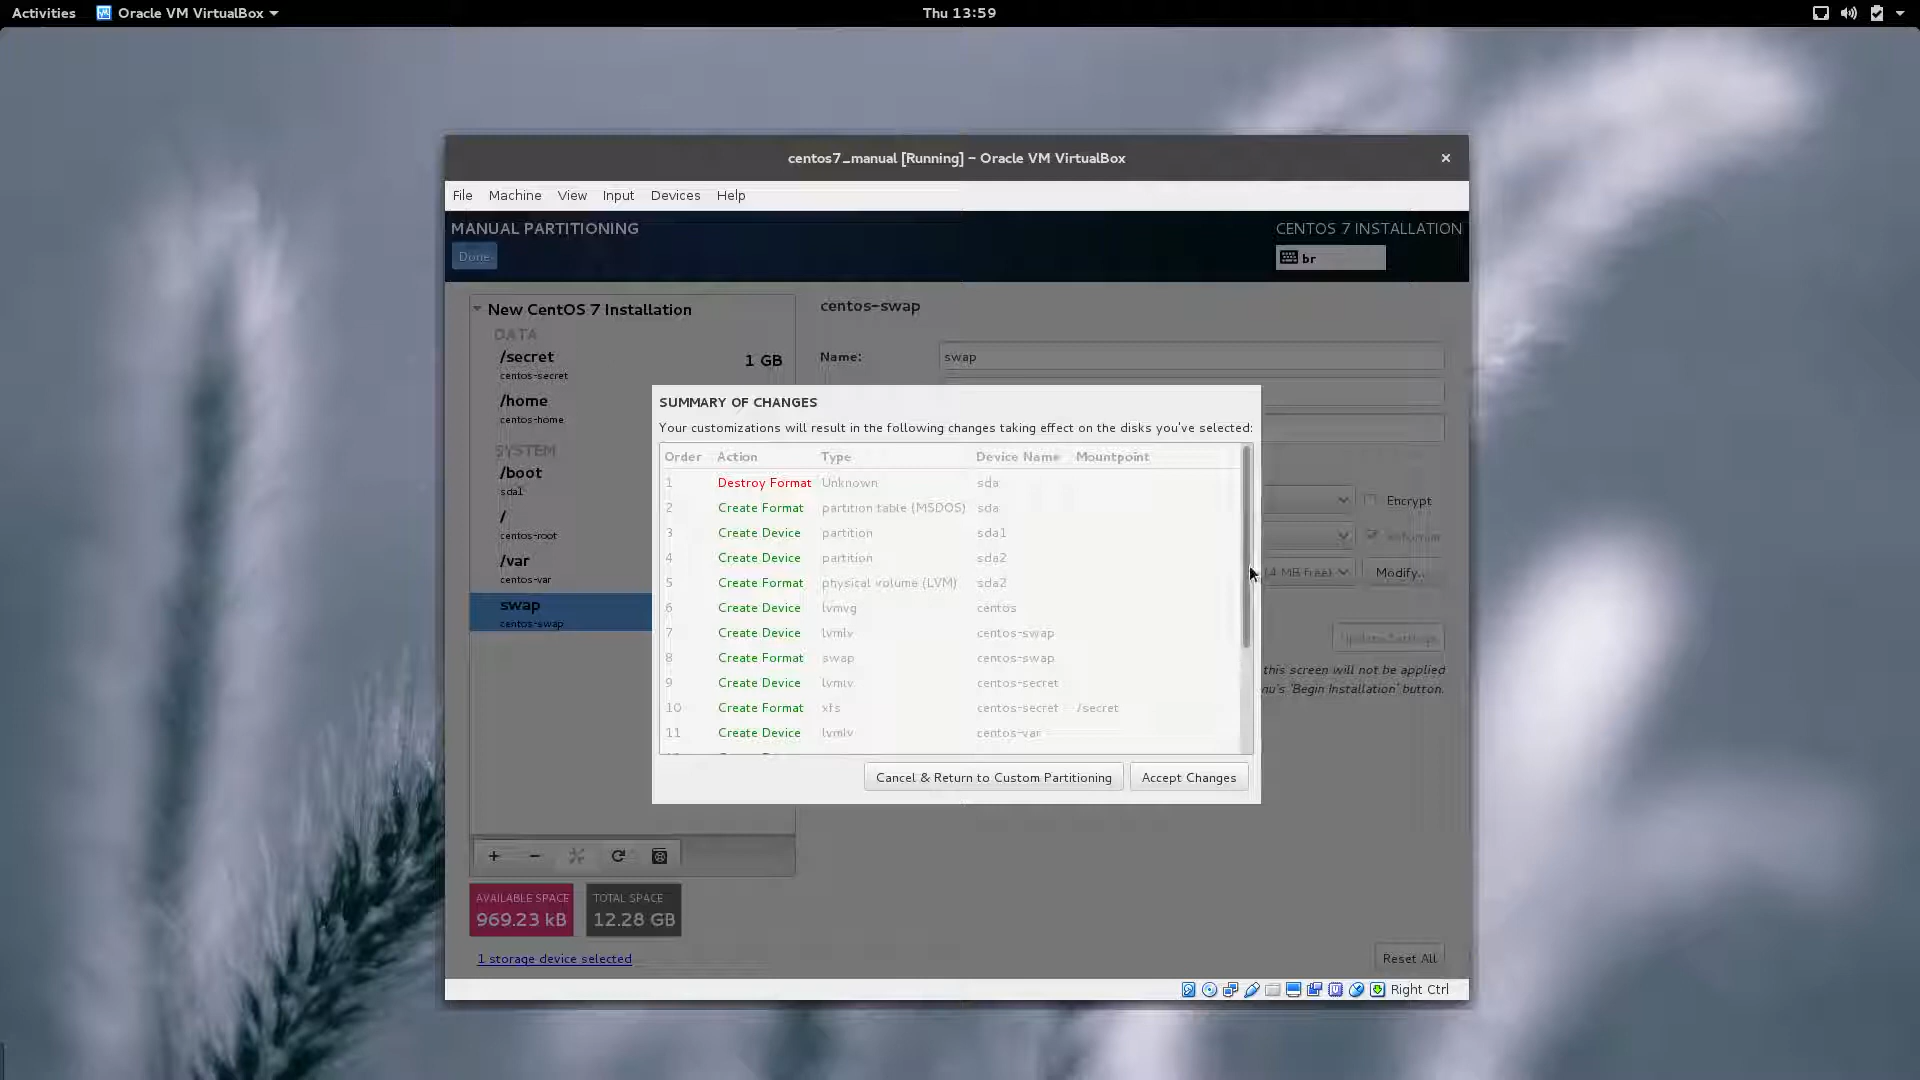 Activities Oracle VM VirtualBox Thu 13:59
centos7_manual [Running] - Oracle VM VirtualBox
File Machine View Input Devices Help
MANUAL PARTITIONING CENTOS 7 INSTALLATION
Done br
New CentOS 7 Installation centos-swap
DATA
/secret 1 GB Name: swap
centos-secret
/home
centos-home
SYSTEM
/boot
sda1
/
centos-root
/var
centos-var
swap
centos-swap
Encrypt
Modify...
Update Settings
this screen will not be applied
nu's 'Begin Installation' button.
SUMMARY OF CHANGES
Your customizations will result in the following changes taking effect on the disks you've selected:
Order Action Type Device Name Mountpoint
1 Destroy Format Unknown sda
2 Create Format partition table (MSDOS) sda
3 Create Device partition sda1
4 Create Device partition sda2
5 Create Format physical volume (LVM) sda2
6 Create Device lvmvg centos
7 Create Device lvmlv centos-swap
8 Create Format swap centos-swap
9 Create Device lvmlv centos-secret
10 Create Format xfs centos-secret /secret
11 Create Device lvmlv centos-var
Cancel & Return to Custom Partitioning Accept Changes
AVAILABLE SPACE TOTAL SPACE
969.23 kB 12.28 GB
1 storage device selected Reset All
Right Ctrl